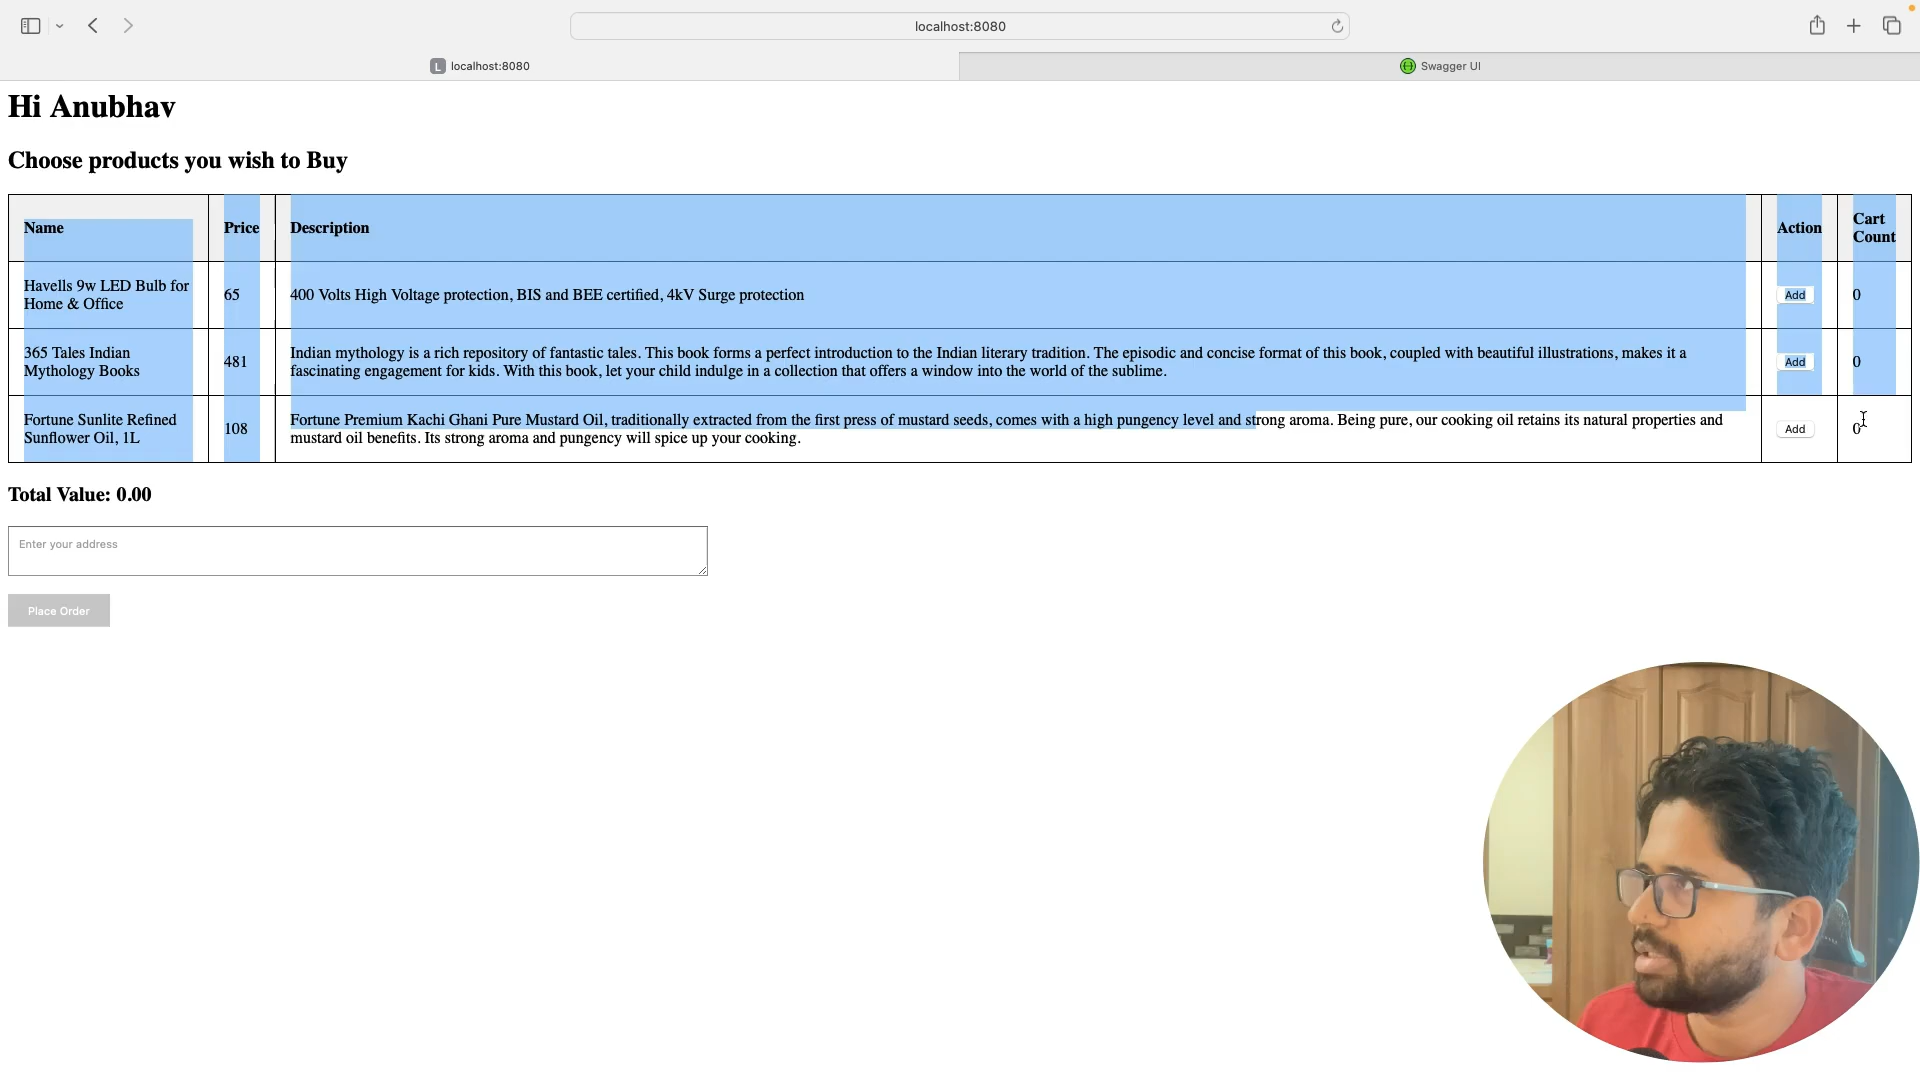 localhost:8080
L localhost:8080
Swagger UI
Hi Anubhav
Choose products you wish to Buy
Name Price Description Action Cart
Count
Havells 9w LED Bulb for
Home & Office
65
400 Volts High Voltage protection, BIS and BEE certified, 4kV Surge protection
Add
0
365 Tales Indian
Mythology Books
481
Indian mythology is a rich repository of fantastic tales. This book forms a perfect introduction to the Indian literary tradition. The episodic and concise format of this book, coupled with beautiful illustrations, makes it a
fascinating engagement for kids. With this book, let your child indulge in a collection that offers a window into the world of the sublime.
Add
0
Fortune Sunlite Refined
Sunflower Oil, 1L
108
Fortune Premium Kachi Ghani Pure Mustard Oil, traditionally extracted from the first press of mustard seeds, comes with a high pungency level and strong aroma. Being pure, our cooking oil retains its natural properties and
mustard oil benefits. Its strong aroma and pungency will spice up your cooking.
Add
0
Total Value: 0.00
Enter your address
Place Order